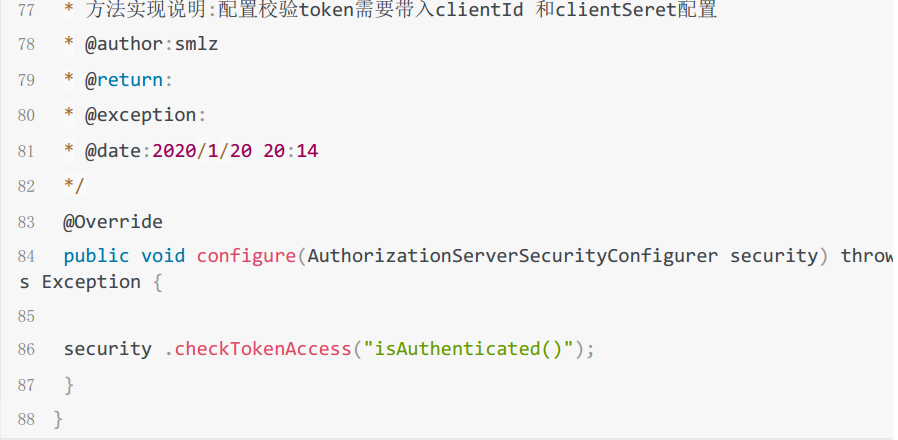 77 * 方法实现说明:配置校验token需要带入clientId 和clientSeret配置
78 * @author:smlz
79 * @return:
80 * @exception:
81 * @date:2020/1/20 20:14
82 */
83 @Override
84 public void configure(AuthorizationServerSecurityConfigurer security) throw
s Exception {
85
86 security .checkTokenAccess("isAuthenticated()");
87 }
88 }